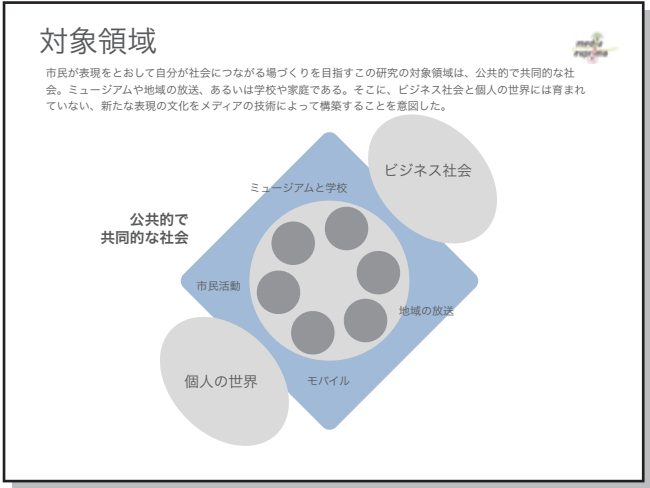 対象領域
市民が表現をとおして自分が社会につながる場づくりを目指すこの研究の対象領域は、公共的で共同的な社
会。ミュージアムや地域の放送、あるいは学校や家庭である。そこに、ビジネス社会と個人の世界には育まれ
ていない、新たな表現の文化をメディアの技術によって構築することを意図した。
ビジネス社会
ミュージアムと学校
公共的で
共同的な社会
市民活動
地域の放送
個人の世界
モバイル